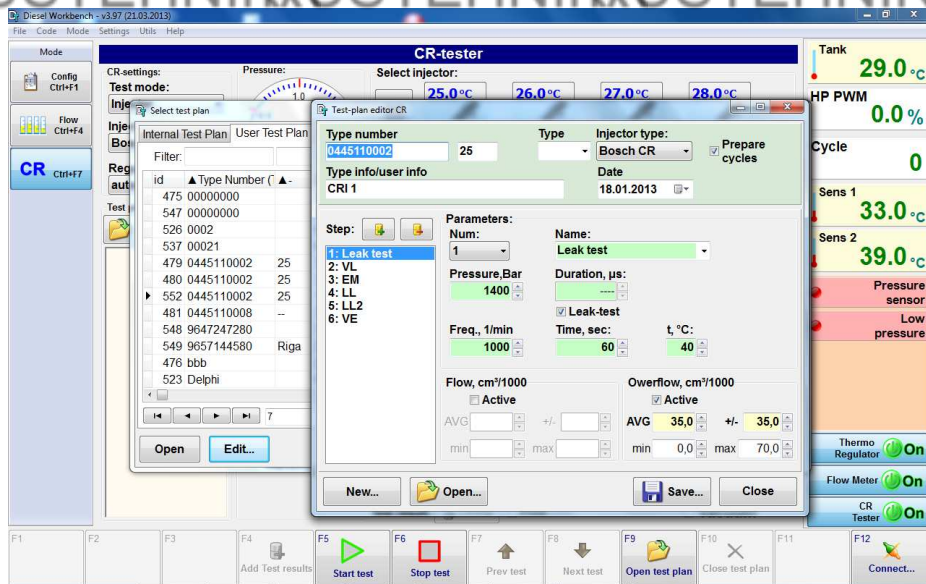 Diesel Workbench - v3.97 (21.03.2013)
File Code Mode Settings Utils Help
Mode
Config
Ctrl+F1
Flow
Ctrl+F4
CR Ctrl+F7
CR-tester
CR-settings:
Test mode:
Pressure:
1.0
Select injector:
25.0°C 26.0°C 27.0°C 28.0°C
Select test plan
Internal Test Plan User Test Plan
Filter:
id ▲Type Number ( ▲-
475 00000000
547 00000000
526 0002
537 00021
479 0445110002 25
480 0445110002 25
552 0445110002 25
481 0445110008 --
548 9647247280
549 9657144580 Riga
476 bbb
523 Delphi
7
Open Edit...
Test-plan editor CR
Type number Type Injector type:
0445110002 25 Bosch CR Prepare cycles
Type info/user info Date
CRI 1 18.01.2013
Step:
1: Leak test
2: VL
3: EM
4: LL
5: LL2
6: VE
Parameters:
Num: Name:
1 Leak test
Pressure,Bar Duration, µs:
1400 ----
Leak-test
Freq., 1/min Time, sec: t, °C:
1000 60 40
Flow, cm³/1000 Owerflow, cm³/1000
Active Active
AVG +/- AVG 35,0 +/- 35,0
min max min 0,0 max 70,0
New... Open... Save... Close
Tank
29.0 °C
HP PWM
0.0 %
Cycle
0
Sens 1
33.0 °C
Sens 2
39.0 °C
Pressure
sensor
Low
pressure
Thermo
Regulator On
Flow Meter On
CR
Tester On
F1
F2
F3
F4 Add Test results
F5 Start test
F6 Stop test
F7 Prev test
F8 Next test
F9 Open test plan
F10 Close test plan
F11
F12 Connect...